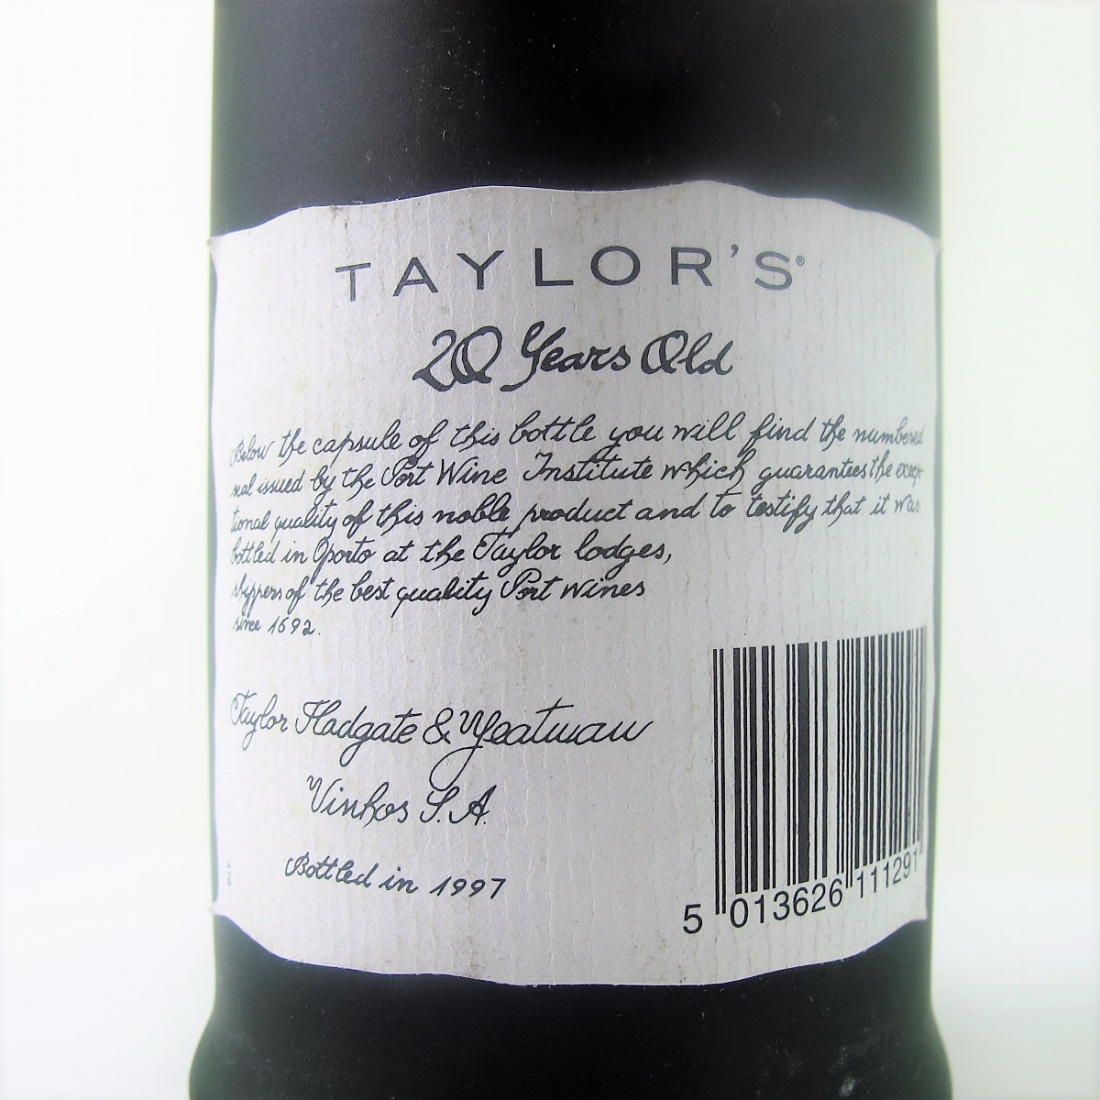 TAYLOR'S®
20 Years Old
Below the capsule of this bottle you will find the numbered
seal issued by the Port Wine Institute which guarantees the excep-
tional quality of this noble product and to testify that it was
bottled in Oporto at the Taylor lodges,
shippers of the best quality Port Wines
since 1692.
Taylor Fladgate & Yeatman
Vinhos S.A.
Bottled in 1997
5 013626 111291